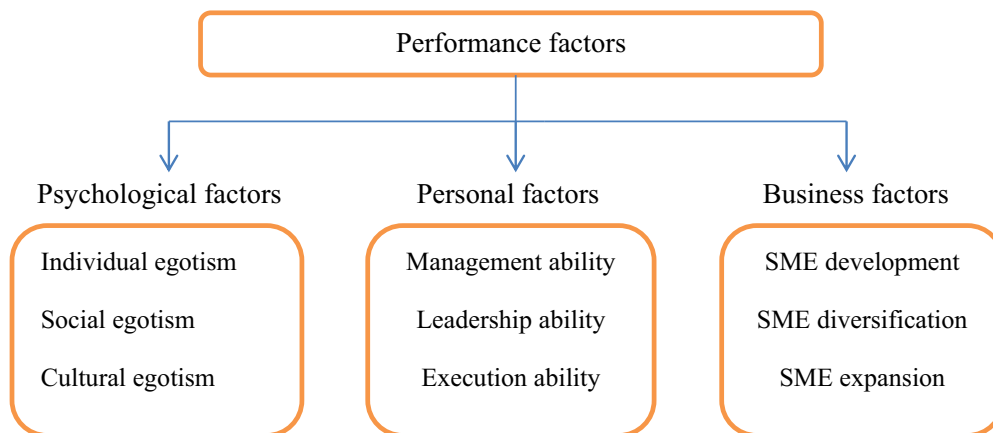 Performance factors
Psychological factors
Individual egotism
Social egotism
Cultural egotism
Personal factors
Management ability
Leadership ability
Execution ability
Business factors
SME development
SME diversification
SME expansion